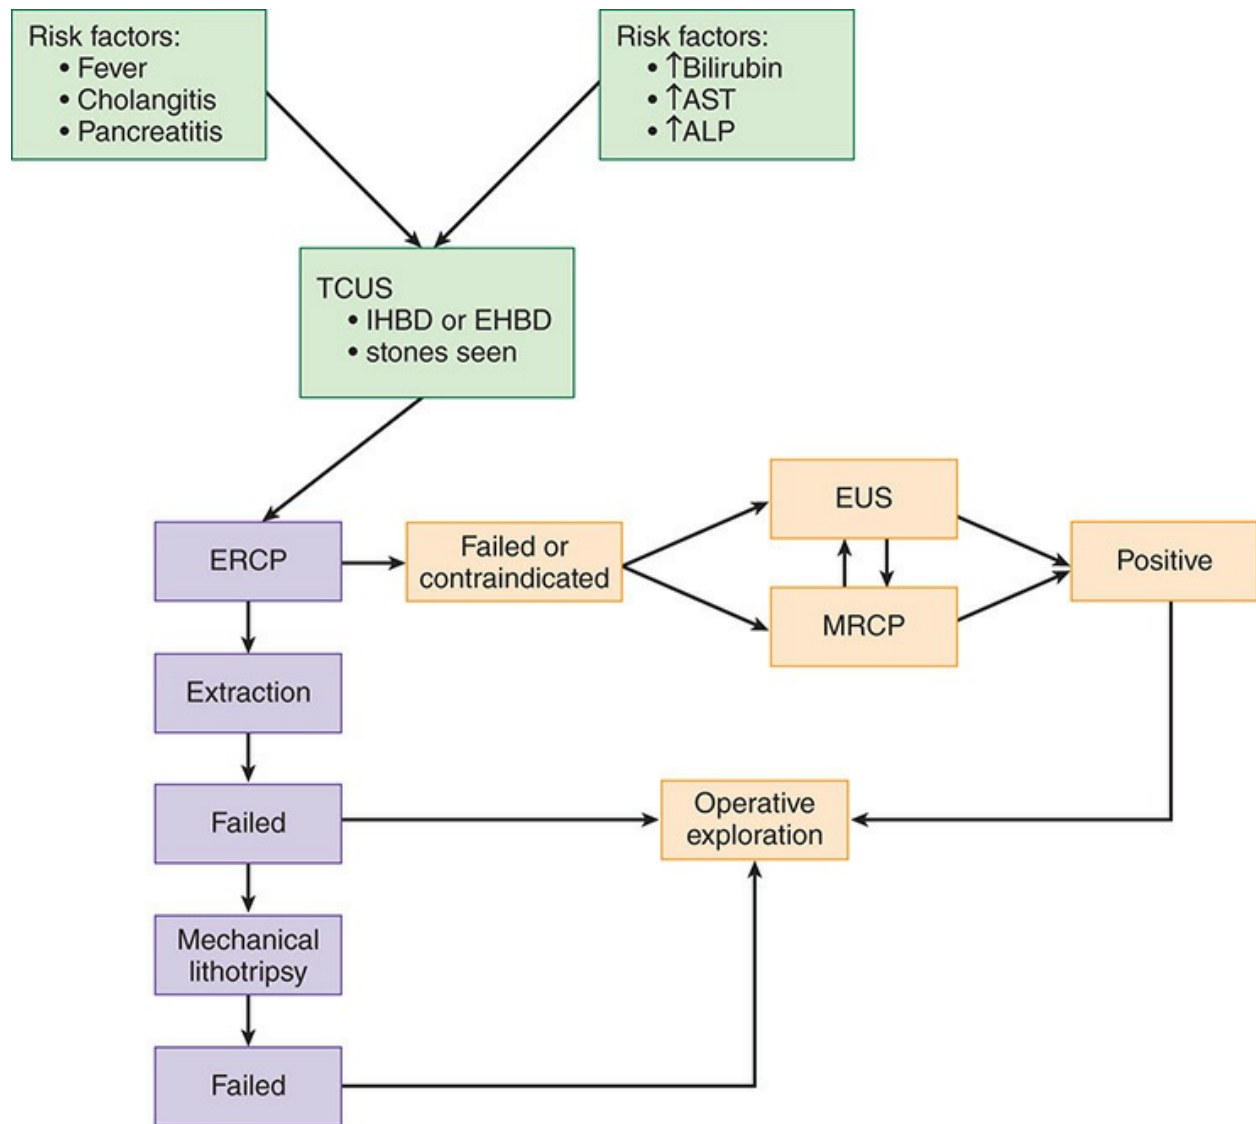 Risk factors:
• Fever
• Cholangitis
• Pancreatitis
Risk factors:
• ↑Bilirubin
• ↑AST
• ↑ALP
TCUS
• IHBD or EHBD
• stones seen
ERCP
Failed or
contraindicated
EUS
MRCP
Positive
Extraction
Failed
Operative
exploration
Mechanical
lithotripsy
Failed